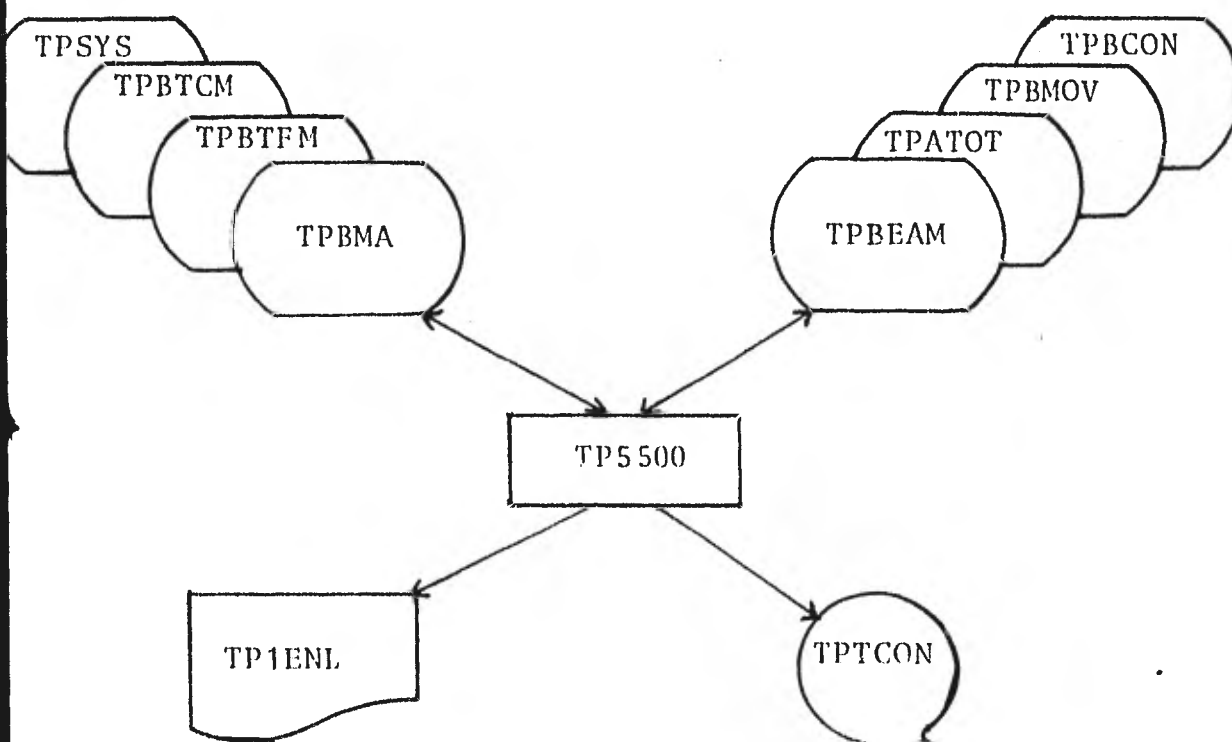 TPSYS
TPBTCM
TPBTFM
TPBMA
TPBCON
TPBMOV
TPATOT
TPBEAM
TP5500
TP1ENL
TPTCON